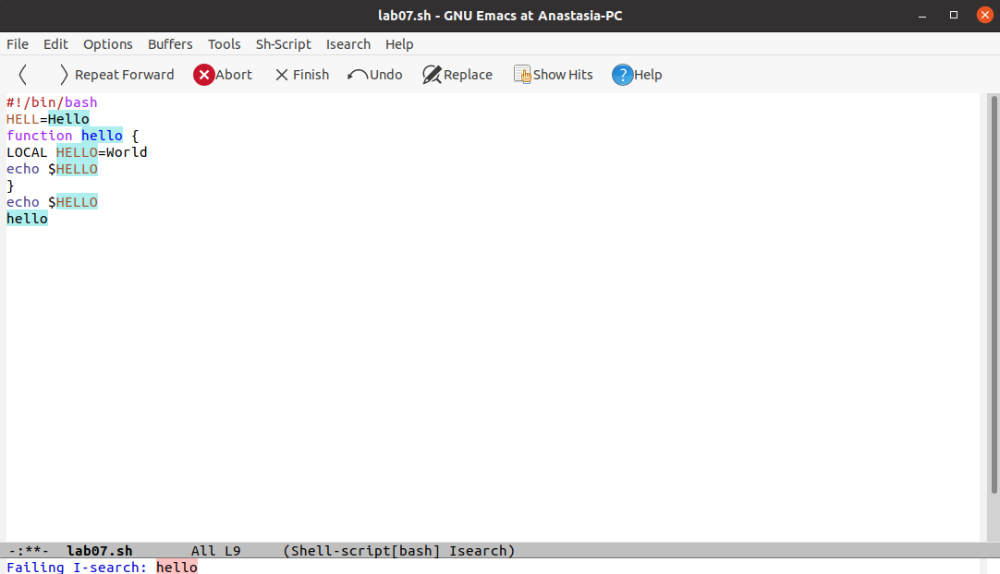 lab07.sh - GNU Emacs at Anastasia-PC
File Edit Options Buffers Tools Sh-Script Isearch Help
Repeat Forward Abort Finish Undo Replace Show Hits Help
#!/bin/bash
HELL=Hello
function hello {
LOCAL HELLO=World
echo $HELLO
}
echo $HELLO
hello
-:**- lab07.sh All L9 (Shell-script[bash] Isearch)
Failing I-search: hello